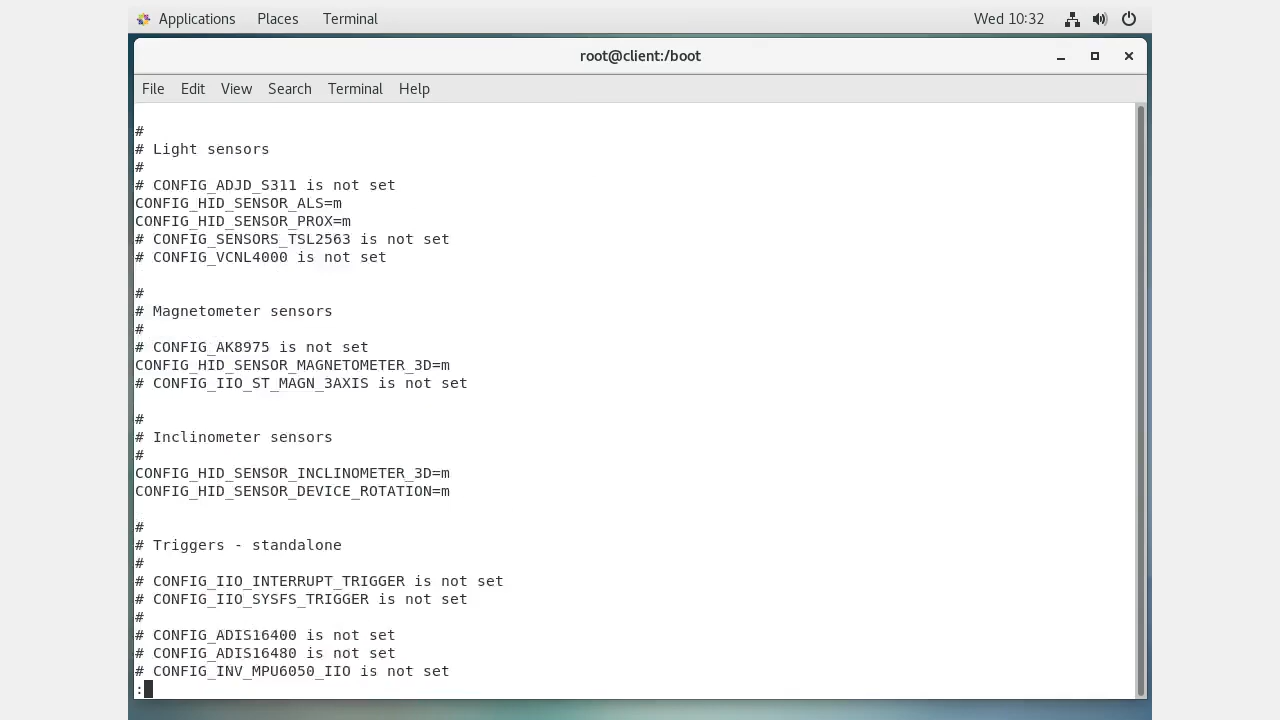 Applications Places Terminal Wed 10:32
root@client:/boot
File Edit View Search Terminal Help
#
# Light sensors
#
# CONFIG_ADJD_S311 is not set
CONFIG_HID_SENSOR_ALS=m
CONFIG_HID_SENSOR_PROX=m
# CONFIG_SENSORS_TSL2563 is not set
# CONFIG_VCNL4000 is not set
#
# Magnetometer sensors
#
# CONFIG_AK8975 is not set
CONFIG_HID_SENSOR_MAGNETOMETER_3D=m
# CONFIG_IIO_ST_MAGN_3AXIS is not set
#
# Inclinometer sensors
#
CONFIG_HID_SENSOR_INCLINOMETER_3D=m
CONFIG_HID_SENSOR_DEVICE_ROTATION=m
#
# Triggers - standalone
#
# CONFIG_IIO_INTERRUPT_TRIGGER is not set
# CONFIG_IIO_SYSFS_TRIGGER is not set
#
# CONFIG_ADIS16400 is not set
# CONFIG_ADIS16480 is not set
# CONFIG_INV_MPU6050_IIO is not set
: